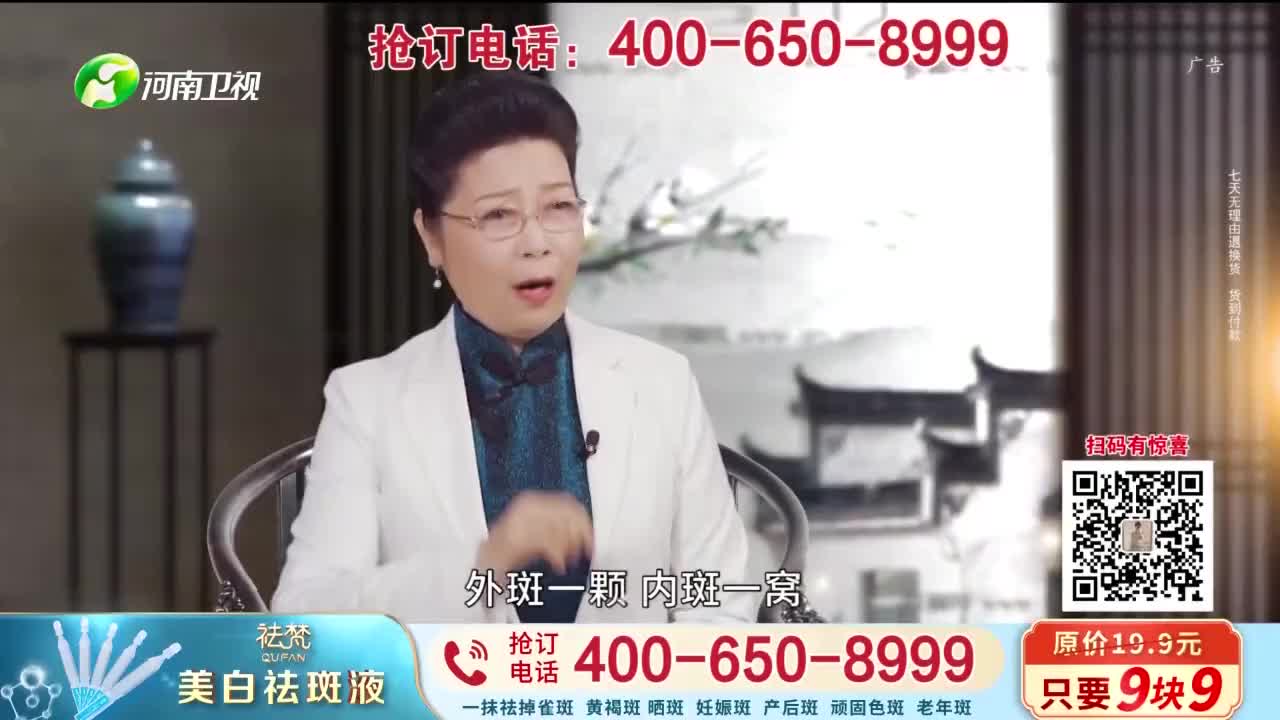 抢订电话：400-650-8999
河南卫视
广告
七天无理由退换货 货到付款
扫码有惊喜
外斑一颗 内斑一窝
祛梵
QUFAN
美白祛斑液
抢订电话
400-650-8999
一抹祛掉雀斑 黄褐斑 晒斑 妊娠斑 产后斑 顽固色斑 老年斑
原价19.9元
只要9块9